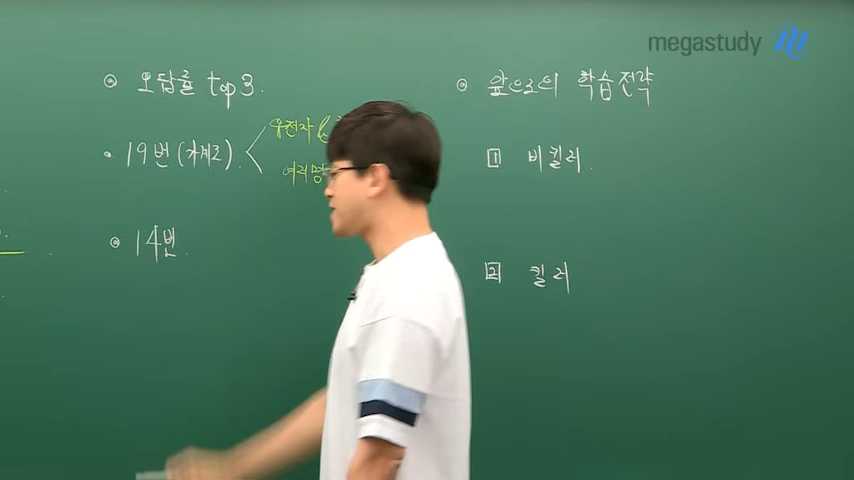 megastudy
◎ 오답률 top 3.
• 19번 (가계도)
유전자
여러
◎ 14번.
◎ 앞으로의 학습전략
1 비킬러.
2 킬러